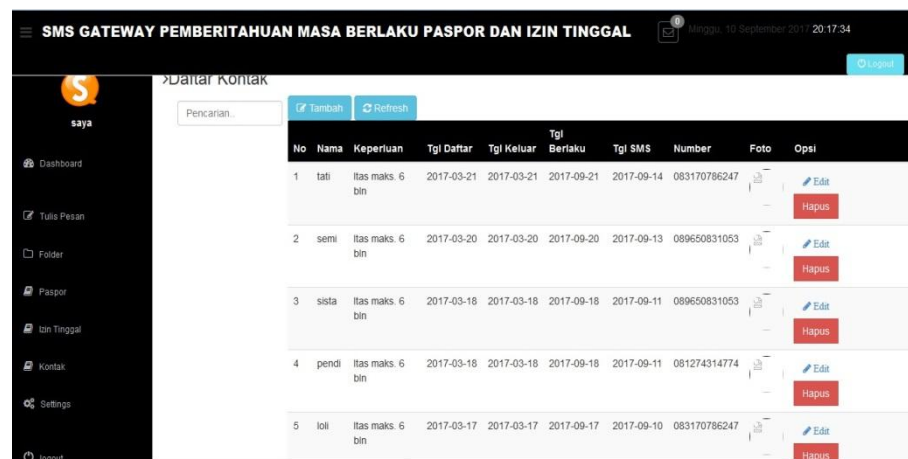 SMS GATEWAY PEMBERITAHUAN MASA BERLAKU PASPOR DAN IZIN TINGGAL
0
Minggu, 10 September 2017 20:17:34
Logout
Daftar Kontak
saya
Pencarian..
Tambah
Refresh
Dashboard
Tulis Pesan
Folder
Paspor
Izin Tinggal
Kontak
Settings
logout
No Nama Keperluan Tgl Daftar Tgl Keluar Tgl Berlaku Tgl SMS Number Foto Opsi
1 tati Itas maks. 6 bln 2017-03-21 2017-03-21 2017-09-21 2017-09-14 083170786247 Edit
Hapus
2 semi Itas maks. 6 bln 2017-03-20 2017-03-20 2017-09-20 2017-09-13 089650831053 Edit
Hapus
3 sista Itas maks. 6 bln 2017-03-18 2017-03-18 2017-09-18 2017-09-11 089650831053 Edit
Hapus
4 pendi Itas maks. 6 bln 2017-03-18 2017-03-18 2017-09-18 2017-09-11 081274314774 Edit
Hapus
5 loli Itas maks. 6 bln 2017-03-17 2017-03-17 2017-09-17 2017-09-10 083170786247 Edit
Hapus